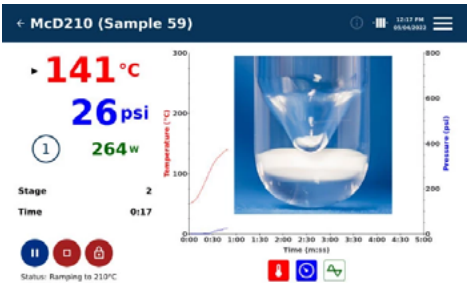 ← McD210 (Sample 59)
12:17 PM
05/04/2022
141°C
26psi
1
264w
Stage 2
Time 0:17
Status: Ramping to 210°C
Temperature (°C)
300
200
100
0:00 0:30 1:00 1:30 2:00 2:30 3:00 3:30 4:00 4:30 5:00
Time (m:ss)
800
600
400
200
0
Pressure (psi)